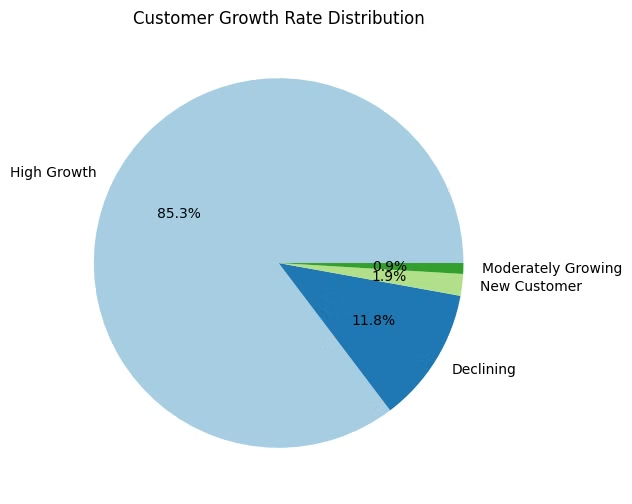 Customer Growth Rate Distribution
High Growth
85.3%
0.9%
Moderately Growing
1.9%
New Customer
11.8%
Declining